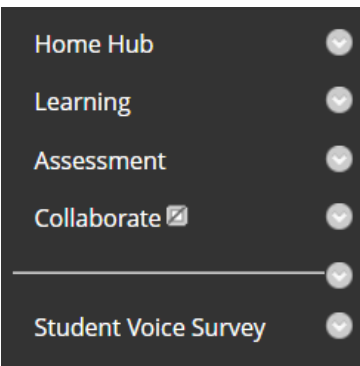 Home Hub
Learning
Assessment
Collaborate
Student Voice Survey